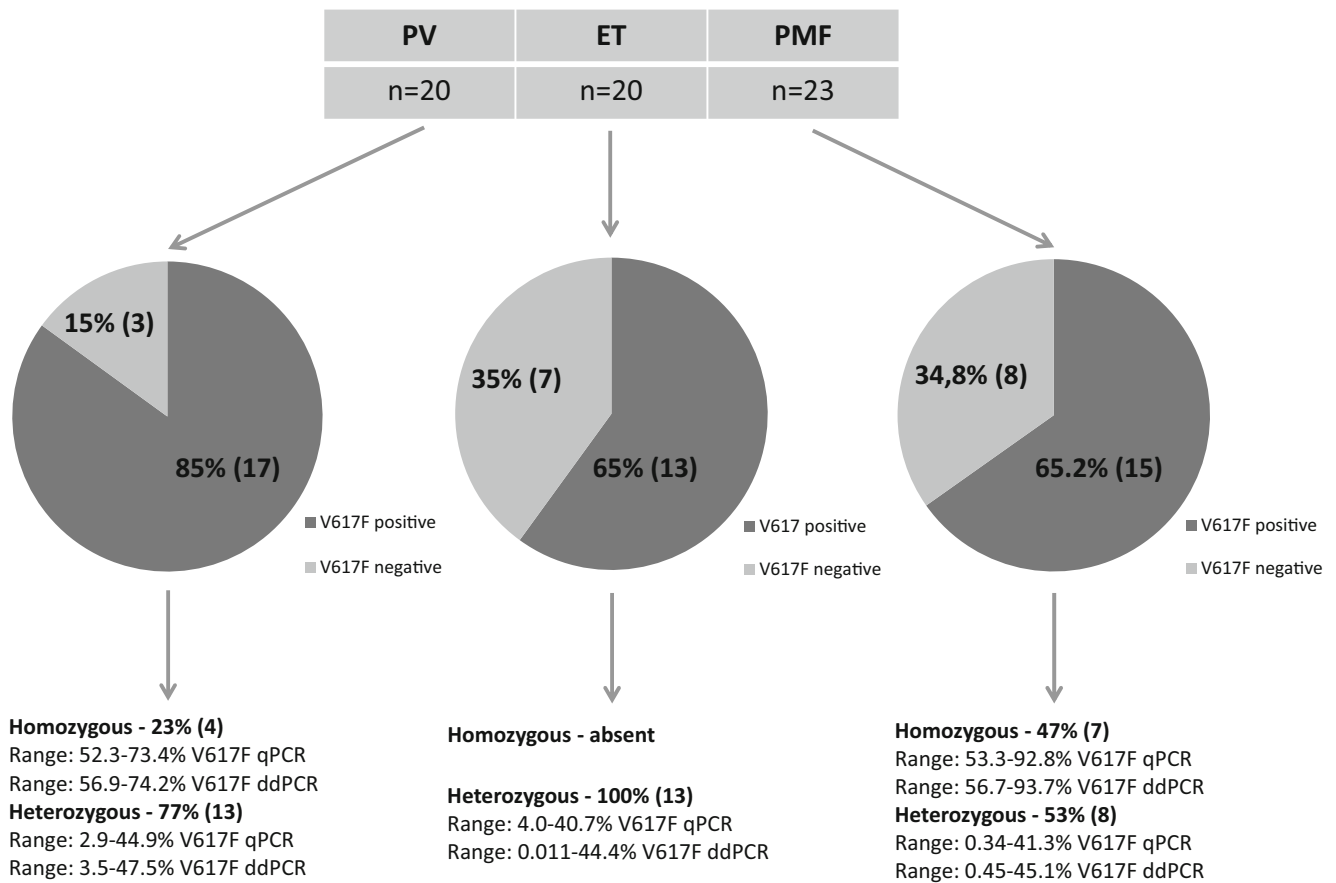 PV ET PMF
n=20 n=20 n=23
15% (3)
85% (17)
V617F positive
V617F negative
35% (7)
65% (13)
V617 positive
V617F negative
34,8% (8)
65.2% (15)
V617F positive
V617F negative
Homozygous - 23% (4)
Range: 52.3-73.4% V617F qPCR
Range: 56.9-74.2% V617F ddPCR
Heterozygous - 77% (13)
Range: 2.9-44.9% V617F qPCR
Range: 3.5-47.5% V617F ddPCR
Homozygous - absent
Heterozygous - 100% (13)
Range: 4.0-40.7% V617F qPCR
Range: 0.011-44.4% V617F ddPCR
Homozygous - 47% (7)
Range: 53.3-92.8% V617F qPCR
Range: 56.7-93.7% V617F ddPCR
Heterozygous - 53% (8)
Range: 0.34-41.3% V617F qPCR
Range: 0.45-45.1% V617F ddPCR